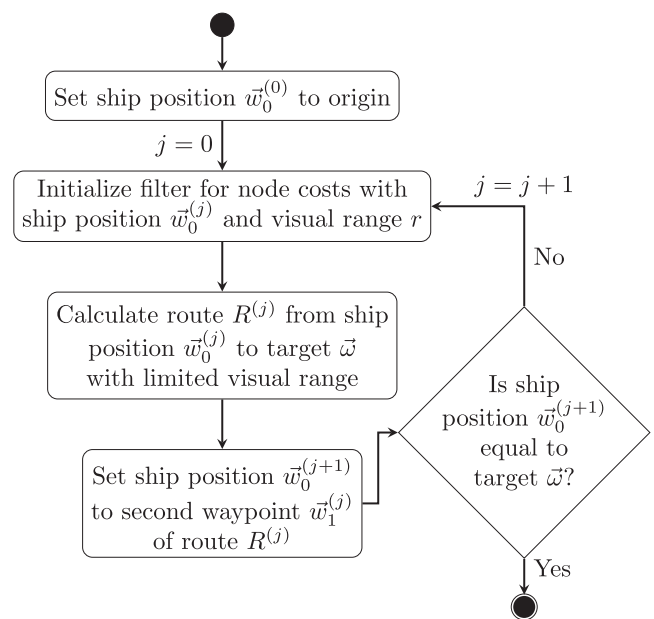 Set ship position $\vec{w}_0^{(0)}$ to origin
$j = 0$
Initialize filter for node costs with
ship position $\vec{w}_0^{(j)}$ and visual range $r$
$j = j + 1$
No
Calculate route $R^{(j)}$ from ship
position $\vec{w}_0^{(j)}$ to target $\vec{\omega}$
with limited visual range
Set ship position $\vec{w}_0^{(j+1)}$
to second waypoint $\vec{w}_1^{(j)}$
of route $R^{(j)}$
Is ship
position $\vec{w}_0^{(j+1)}$
equal to
target $\vec{\omega}$?
Yes